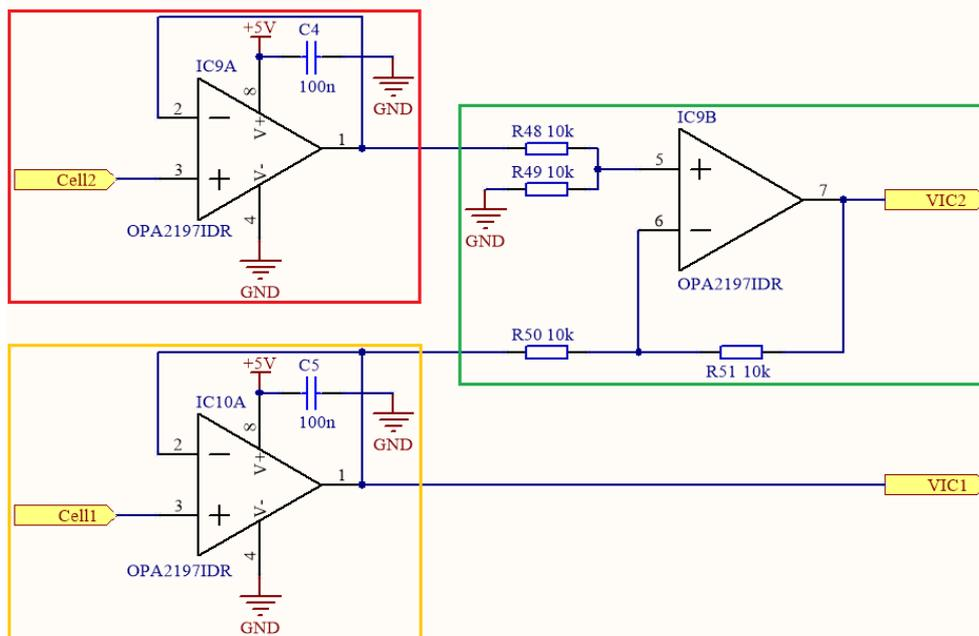 +5V
C4
100n
GND
IC9A
8
V+
2
−
1
Cell2
3
+
V-
4
OPA2197IDR
GND
IC9B
R48 10k
5
+
R49 10k
7
VIC2
GND
6
−
OPA2197IDR
R50 10k
R51 10k
+5V
C5
100n
GND
IC10A
8
V+
2
−
1
VIC1
Cell1
3
+
V-
4
OPA2197IDR
GND